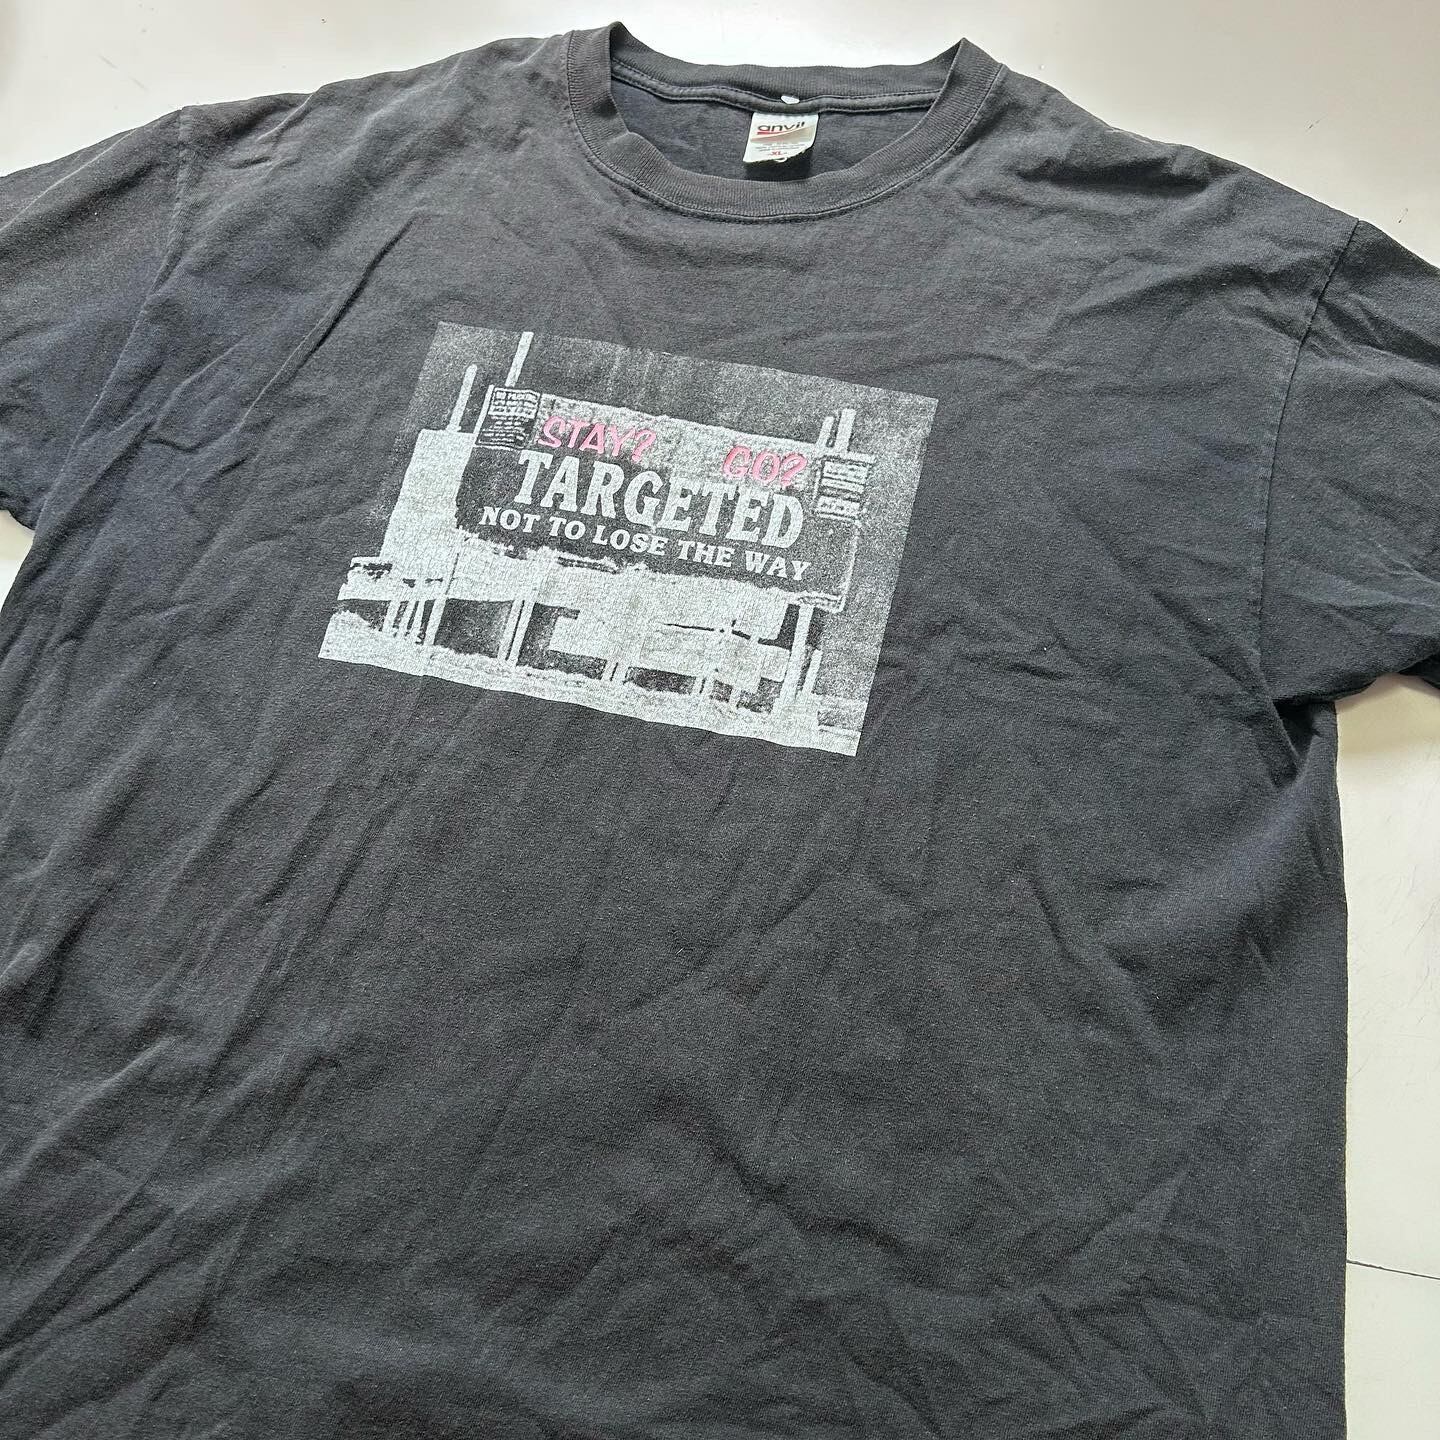 anvil
XL
STAY? GO?
TARGETED
NOT TO LOSE THE WAY